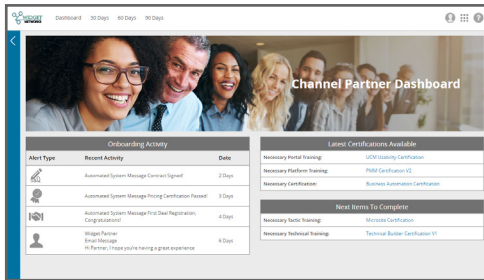 WIDGET
NETWORKS
Dashboard 30 Days 60 Days 90 Days
Channel Partner Dashboard
Onboarding Activity
Alert Type Recent Activity Date
Automated System Message Contract Signed! 2 Days
Automated System Message Pricing Certification Passed! 3 Days
Automated System Message First Deal Registration,
Congratulations! 4 Days
Widget Partner
Email Message
Hi Partner, I hope you're having a great experience 6 Days
Latest Certifications Available
Necessary Portal Training: UCM Usability Certification
Necessary Platform Training: PMM Certification V2
Necessary Certification: Business Automation Certification
Next Items To Complete
Necessary Tactic Training: Microsite Certification
Necessary Technical Training: Technical Builder Certification V1